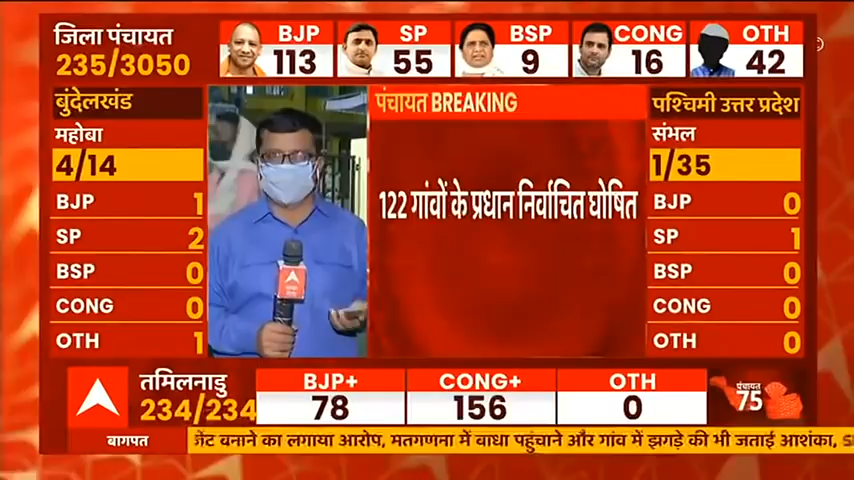 जिला पंचायत
235/3050
BJP
113
SP
55
BSP
9
CONG
16
OTH
42
बुंदेलखंड
महोबा
4/14
BJP 1
SP 2
BSP 0
CONG 0
OTH 1
पंचायत BREAKING
122 गांवों के प्रधान निर्वाचित घोषित
पश्चिमी उत्तर प्रदेश
संभल
1/35
BJP 0
SP 1
BSP 0
CONG 0
OTH 0
तमिलनाडु
234/234
BJP+
78
CONG+
156
OTH
0
पंचायत
75
बागपत
जेंट बनाने का लगाया आरोप, मतगणना में बाधा पहुंचाने और गांव में झगड़े की भी जताई आशंका,